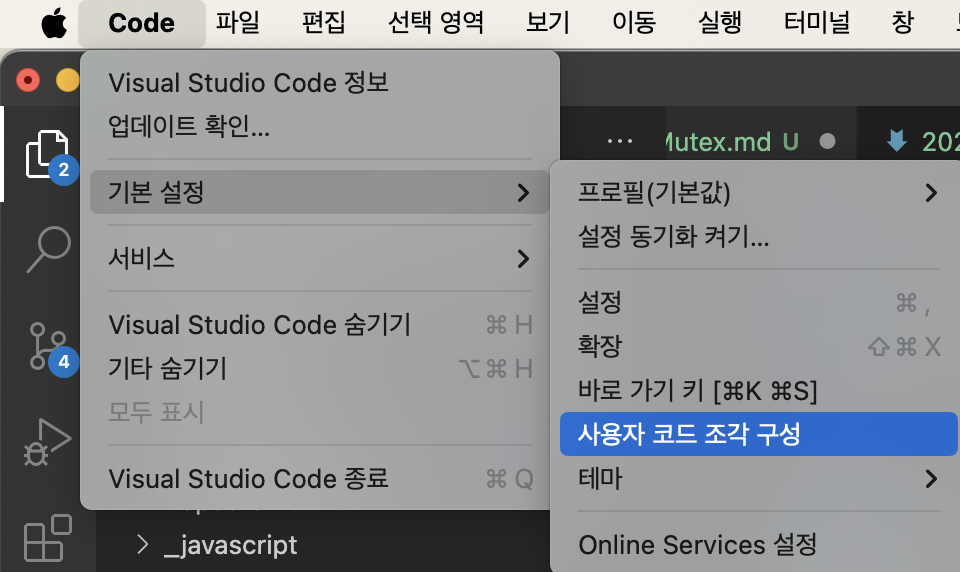 Code 파일 편집 선택 영역 보기 이동 실행 터미널 창
Visual Studio Code 정보
업데이트 확인...
기본 설정
서비스
Visual Studio Code 숨기기 ⌘ H
기타 숨기기 ⌥ ⌘ H
모두 표시
Visual Studio Code 종료 ⌘ Q
2
4
_javascript
... Mutex.md U
프로필(기본값)
설정 동기화 켜기...
설정 ⌘ ,
확장 ⇧ ⌘ X
바로 가기 키 [⌘K ⌘S]
사용자 코드 조각 구성
테마
Online Services 설정